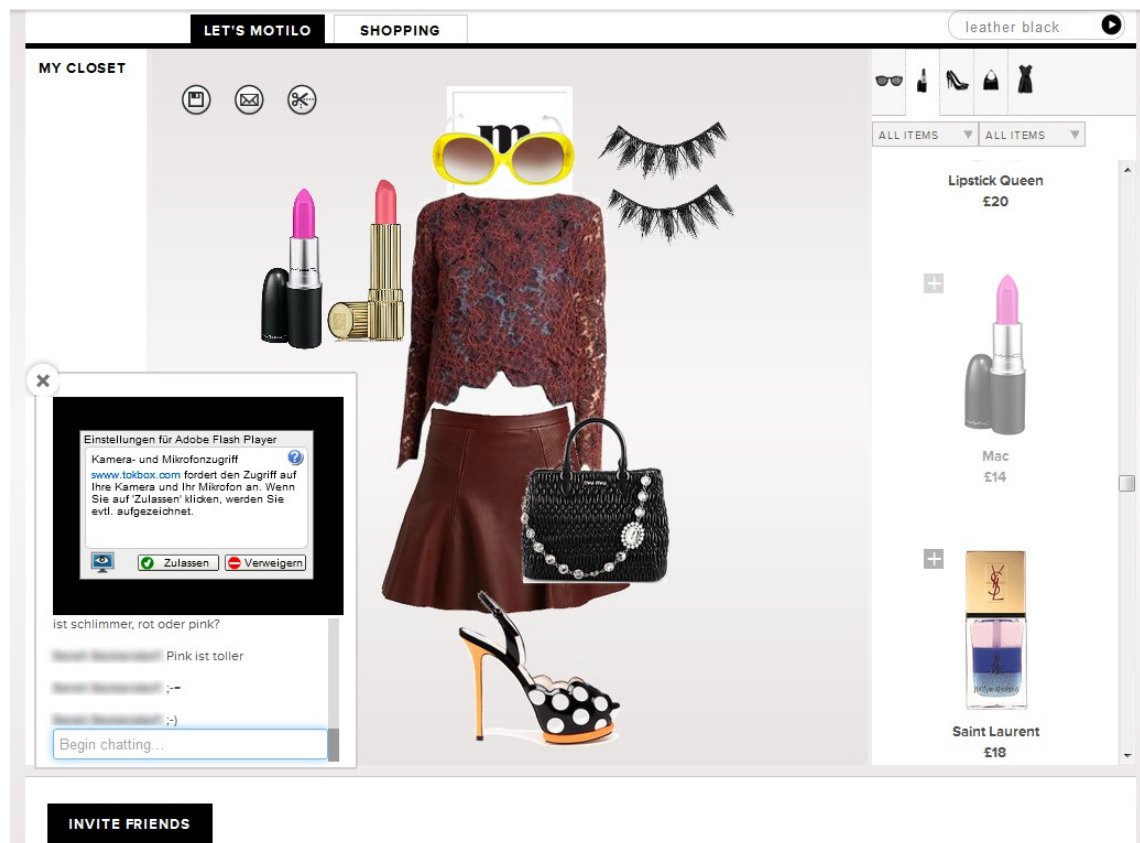 LET'S MOTILO
SHOPPING
leather black
MY CLOSET
m
ALL ITEMS
ALL ITEMS
Lipstick Queen
£20
Mac
£14
Saint Laurent
£18
miu miu
Einstellungen für Adobe Flash Player
Kamera- und Mikrofonzugriff
swww.tokbox.com fordert den Zugriff auf
Ihre Kamera und Ihr Mikrofon an. Wenn
Sie auf 'Zulassen' klicken, werden Sie
evtl. aufgezeichnet.
Zulassen
Verweigern
ist schlimmer, rot oder pink?
Pink ist toller
;-=
;-)
Begin chatting...
INVITE FRIENDS